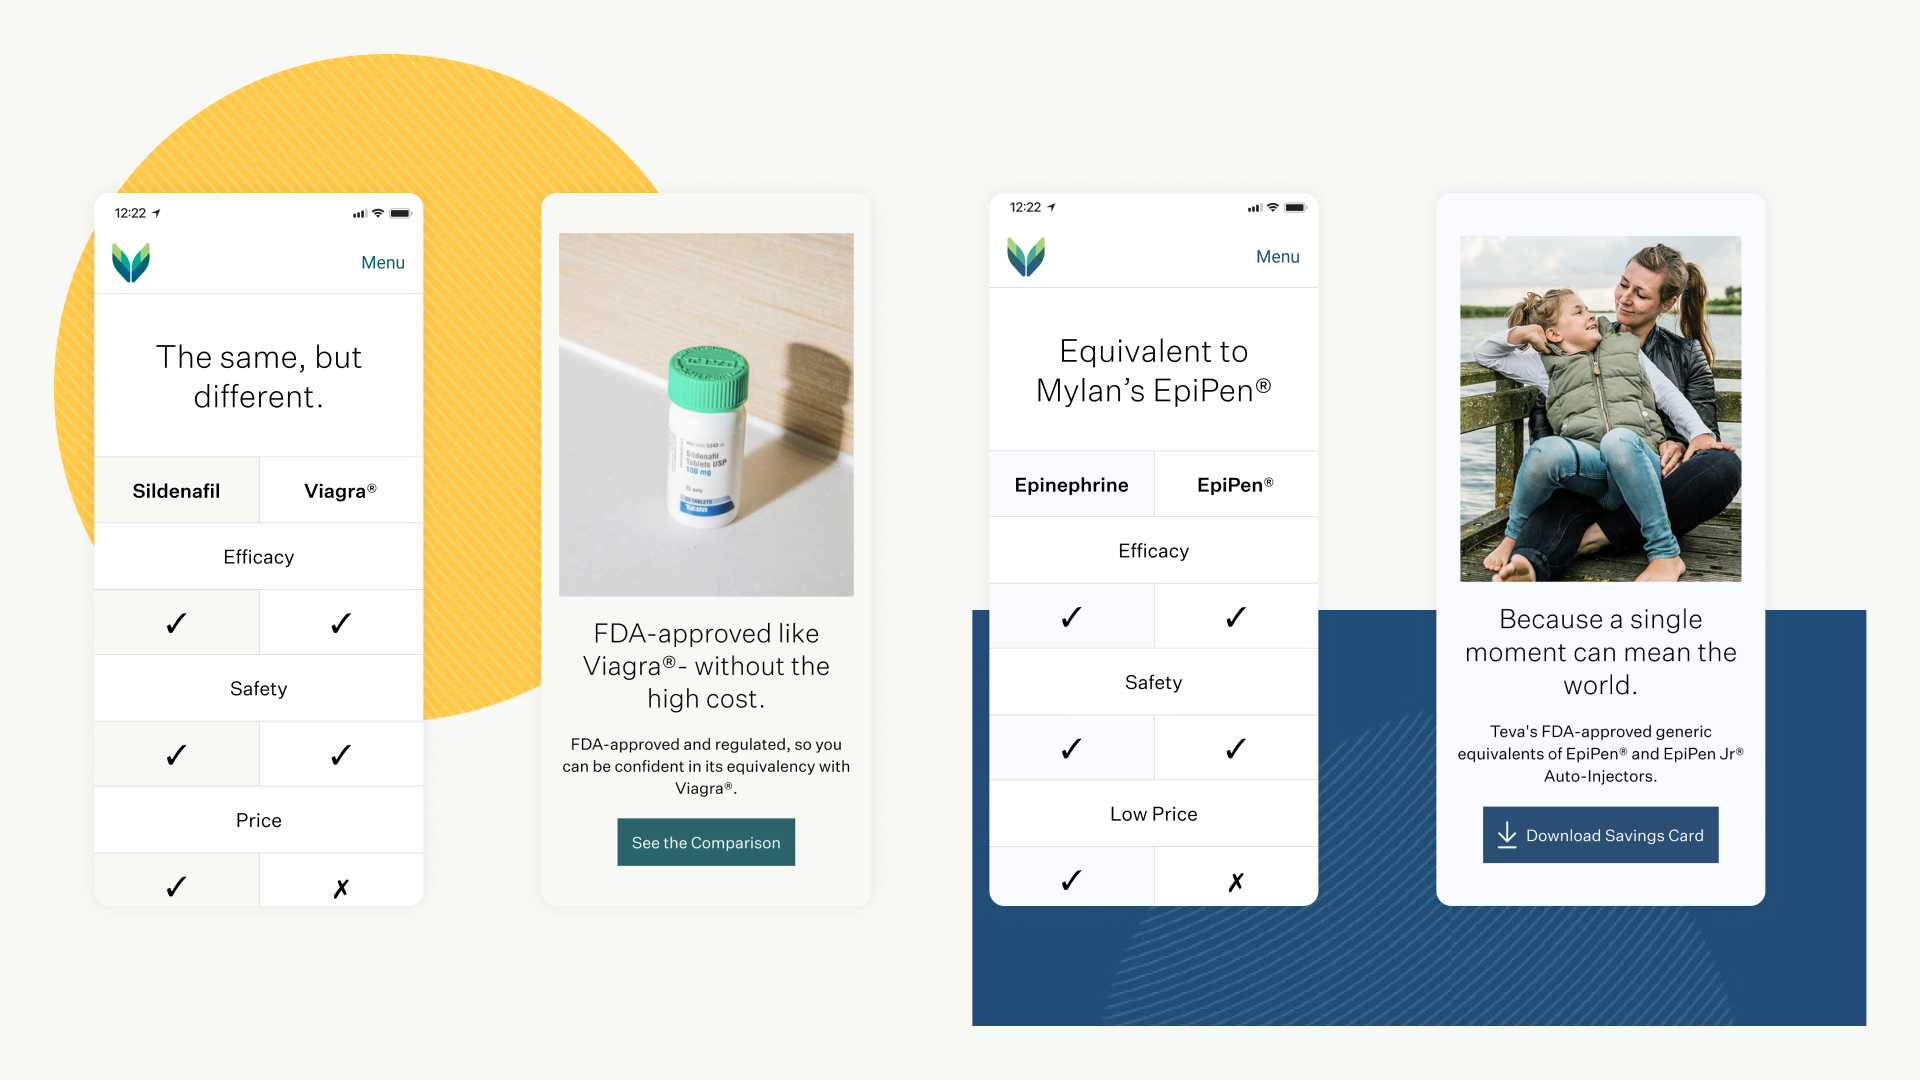 12:22
Menu
The same, but
different.
Sildenafil
Viagra®
Efficacy
✓
✓
Safety
✓
✓
Price
✓
✗
Sildenafil
Tablets USP
100 mg
FDA-approved like
Viagra®- without the
high cost.
FDA-approved and regulated, so you
can be confident in its equivalency with
Viagra®.
See the Comparison
12:22
Menu
Equivalent to
Mylan’s EpiPen®
Epinephrine
EpiPen®
Efficacy
✓
✓
Safety
✓
✓
Low Price
✓
✗
Because a single
moment can mean the
world.
Teva's FDA-approved generic
equivalents of EpiPen® and EpiPen Jr®
Auto-Injectors.
Download Savings Card